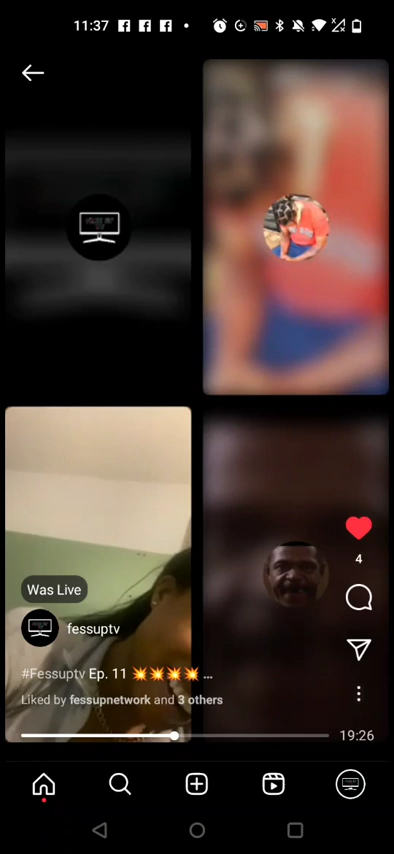 11:37
Was Live
fessuptv
#Fessuptv Ep. 11 💥💥💥💥 ...
Liked by fessupnetwork and 3 others
4
19:26